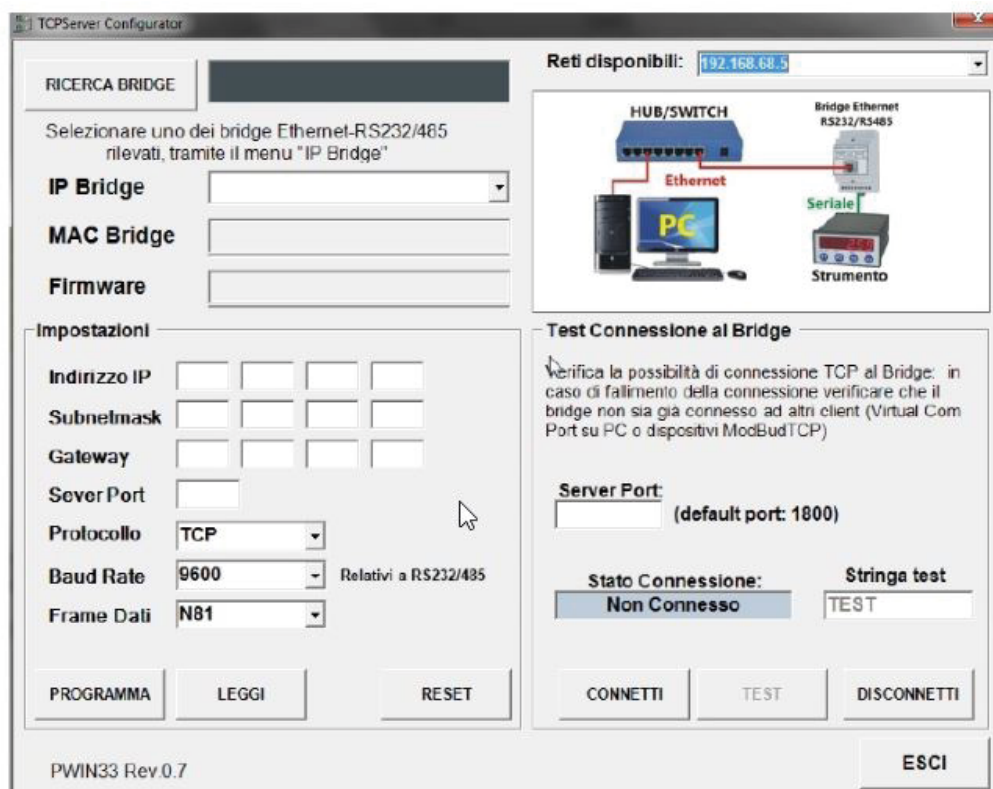 TCPServer Configurator
RICERCA BRIDGE
Reti disponibili: 192.168.68.5
Selezionare uno dei bridge Ethernet-RS232/485
rilevati, tramite il menu "IP Bridge"
IP Bridge
MAC Bridge
Firmware
HUB/SWITCH
Bridge Ethernet
RS232/RS485
Ethernet
Seriale
PC
Strumento
Impostazioni
Indirizzo IP
Subnetmask
Gateway
Sever Port
Protocollo TCP
Baud Rate 9600 Relativi a RS232/485
Frame Dati N81
PROGRAMMA LEGGI RESET
Test Connessione al Bridge
Verifica la possibilità di connessione TCP al Bridge: in
caso di fallimento della connessione verificare che il
bridge non sia già connesso ad altri client (Virtual Com
Port su PC o dispositivi ModBudTCP)
Server Port:
(default port: 1800)
Stato Connessione: Stringa test
Non Connesso TEST
CONNETTI TEST DISCONNETTI
PWIN33 Rev.0.7
ESCI